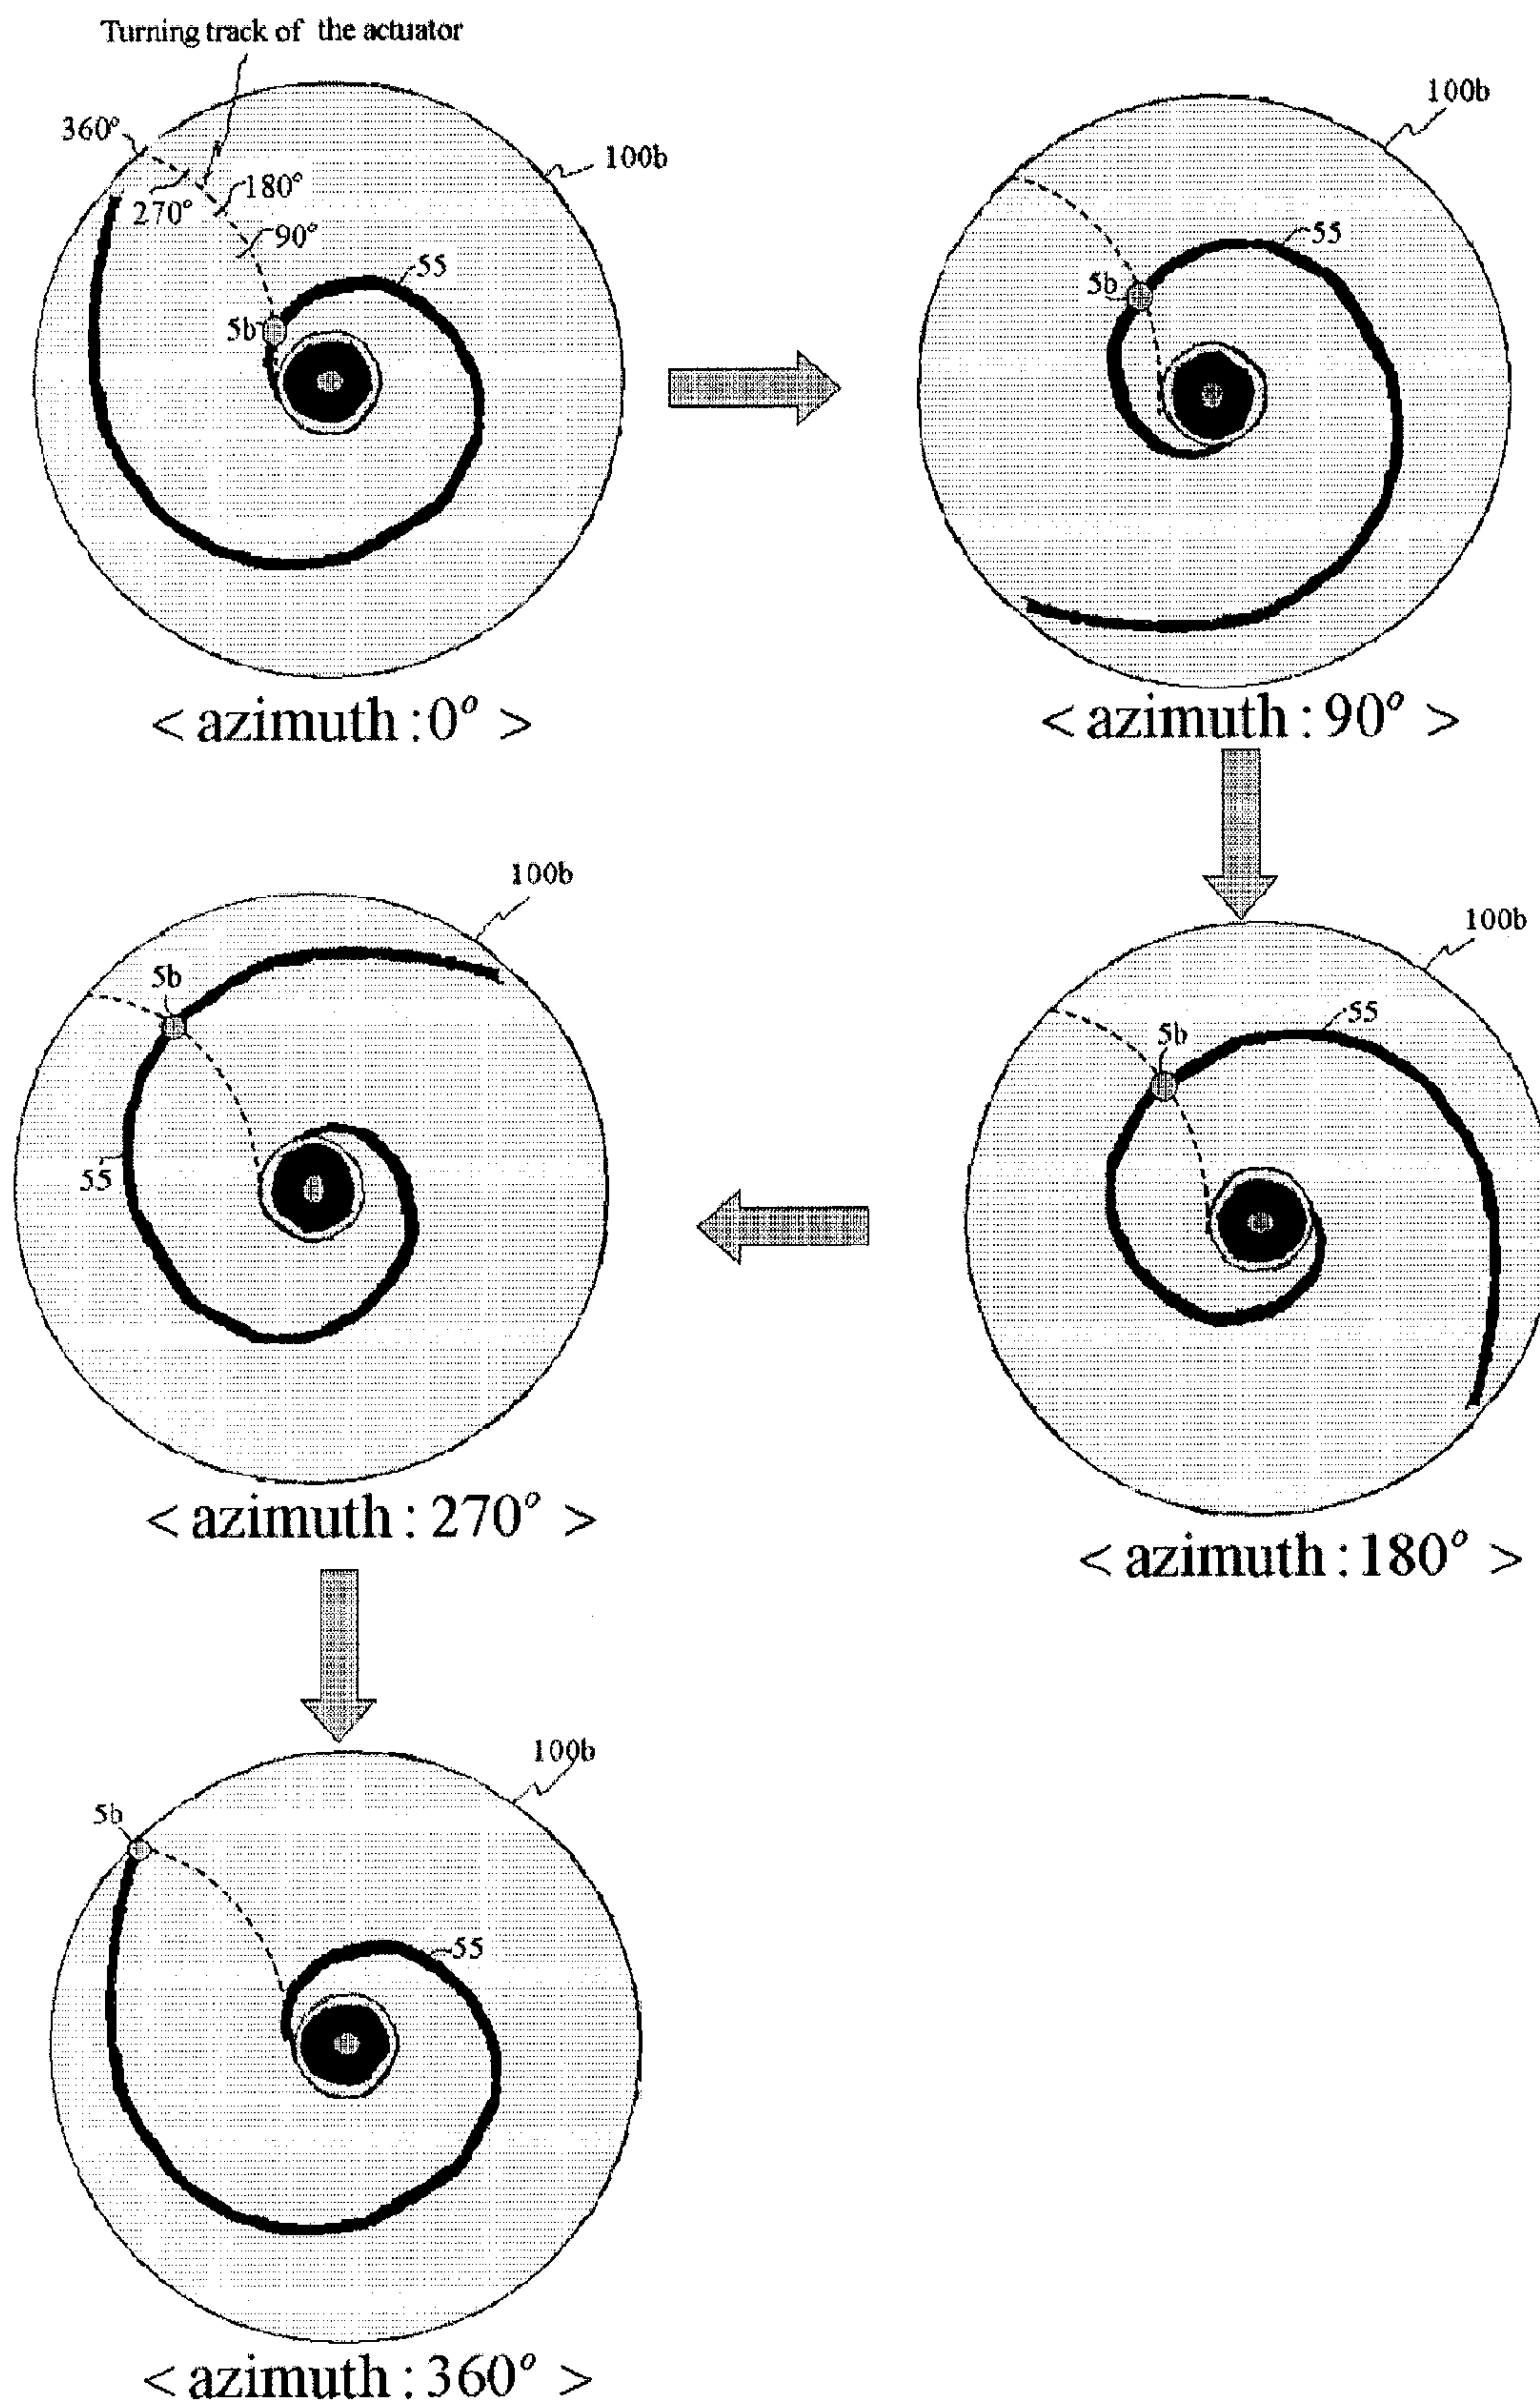 Turning track of the actuator
360°
100b
270°
180°
90°
55
5b
< azimuth : 0° >
100b
55
5b
< azimuth : 90° >
100b
5b
55
< azimuth : 270° >
100b
55
5b
< azimuth : 180° >
100b
5b
55
< azimuth : 360° >